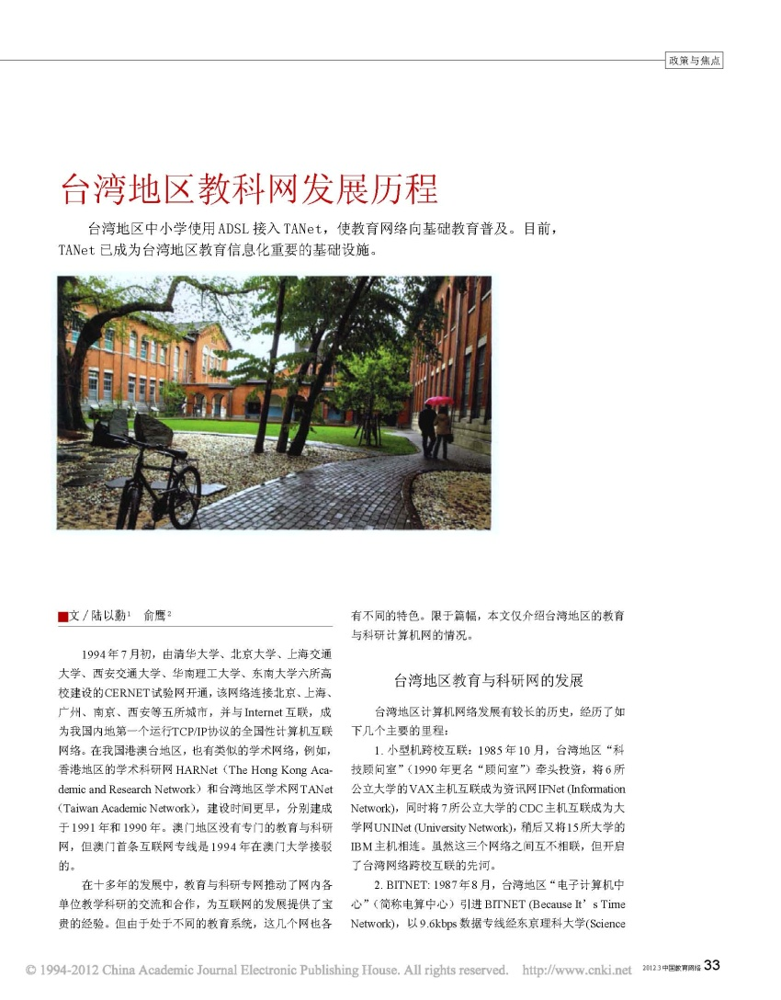 政策与焦点
台湾地区教科网发展历程
台湾地区中小学使用ADSL接入TANet，使教育网络向基础教育普及。目前，
TANet 已成为台湾地区教育信息化重要的基础设施。
■文/陆以勤¹ 俞鹰²
1994年7月初，由清华大学、北京大学、上海交通
大学、西安交通大学、华南理工大学、东南大学六所高
校建设的CERNET试验网开通，该网络连接北京、上海、
广州、南京、西安等五所城市，并与Internet互联，成
为我国内地第一个运行TCP/IP协议的全国性计算机互联
网络。在我国港澳台地区，也有类似的学术网络，例如，
香港地区的学术科研网 HARNet（The Hong Kong Aca-
demic and Research Network）和台湾地区学术网TANet
（Taiwan Academic Network），建设时间更早，分别建成
于1991年和1990年。澳门地区没有专门的教育与科研
网，但澳门首条互联网专线是1994年在澳门大学接驳
的。
在十多年的发展中，教育与科研专网推动了网内各
单位教学科研的交流和合作，为互联网的发展提供了宝
贵的经验。但由于处于不同的教育系统，这几个网也各
有不同的特色。限于篇幅，本文仅介绍台湾地区的教育
与科研计算机网的情况。
台湾地区教育与科研网的发展
台湾地区计算机网络发展有较长的历史，经历了如
下几个主要的里程：
1. 小型机跨校互联：1985年10月，台湾地区“科
技顾问室”（1990年更名“顾问室”）牵头投资，将6所
公立大学的VAX主机互联成为资讯网IFNet (Information
Network)，同时将7所公立大学的CDC主机互联成为大
学网UNINet (University Network)，稍后又将15所大学的
IBM主机相连。虽然这三个网络之间互不相联，但开启
了台湾网络跨校互联的先河。
2. BITNET: 1987年8月，台湾地区“电子计算机中
心”（简称电算中心）引进 BITNET (Because It’s Time
Network)，以9.6kbps数据专线经东京理科大学(Science
© 1994-2012 China Academic Journal Electronic Publishing House. All rights reserved. http://www.cnki.net
2012.3 中国教育网络 33